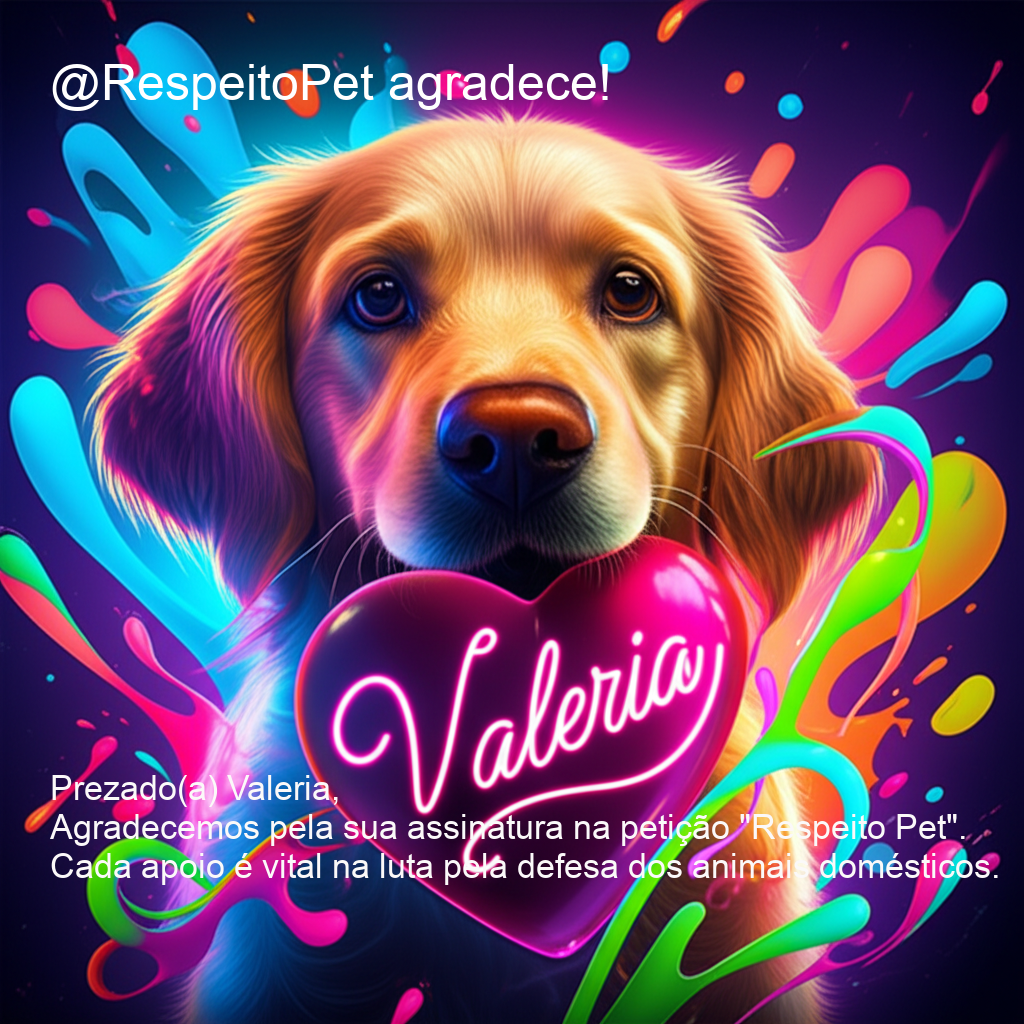 @RespeitoPet agradece!
Valeria
Prezado(a) Valeria,
Agradecemos pela sua assinatura na petição "Respeito Pet".
Cada apoio é vital na luta pela defesa dos animais domésticos.